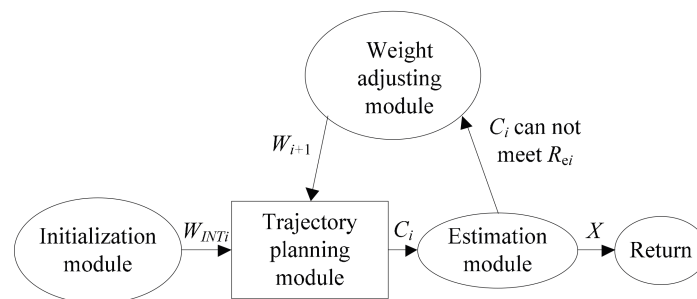 Weight
adjusting
module
C_i can not
meet R_ei
W_i+1
Initialization
module
W_INTi
Trajectory
planning
module
C_i
Estimation
module
X
Return